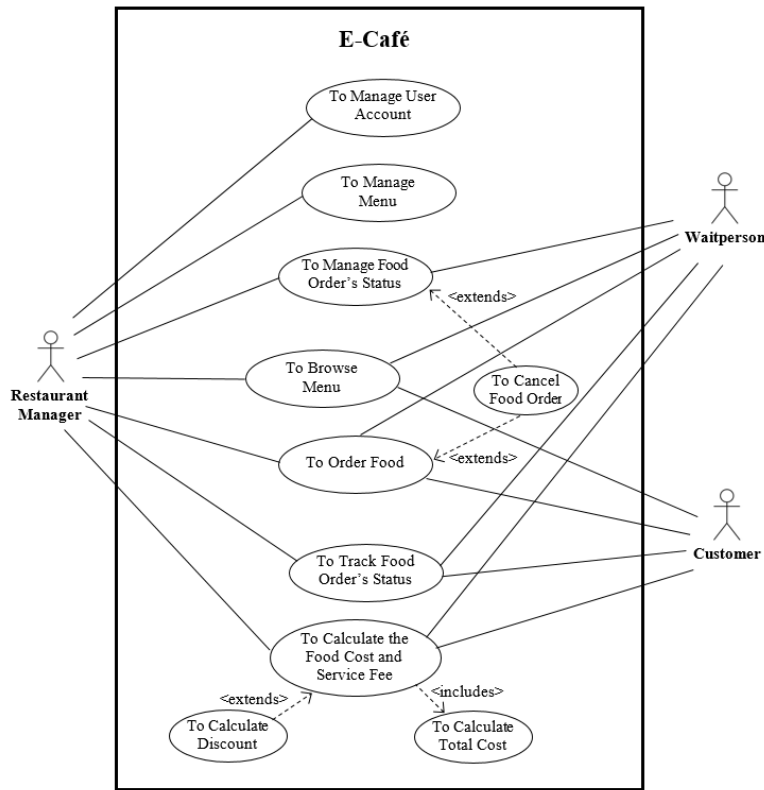 E-Café
To Manage User
Account
To Manage
Menu
To Manage Food
Order's Status
<extends>
Waitperson
To Browse
Menu
To Cancel
Food Order
Restaurant
Manager
To Order Food
<extends>
To Track Food
Order's Status
Customer
To Calculate the
Food Cost and
Service Fee
<extends>
<includes>
To Calculate
Discount
To Calculate
Total Cost